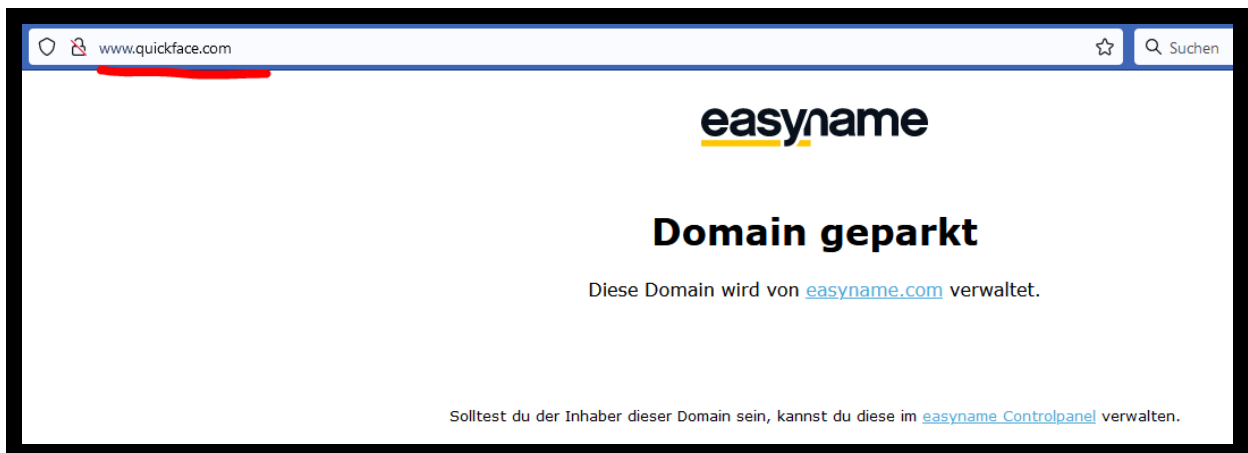 www.quickface.com
Suchen
easyname
Domain geparkt
Diese Domain wird von easyname.com verwaltet.
Solltest du der Inhaber dieser Domain sein, kannst du diese im easyname Controlpanel verwalten.